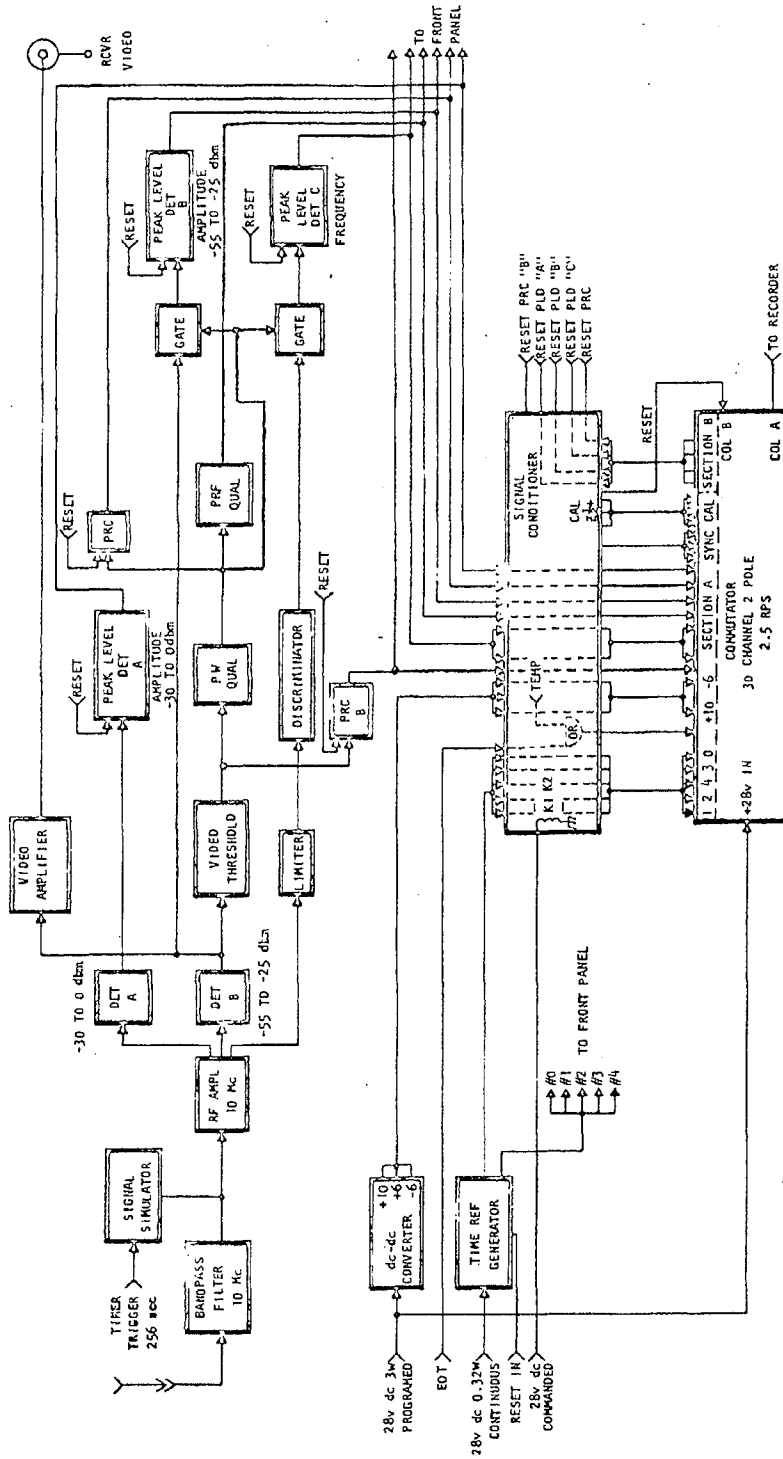 RCVR
VIDEO
VIDEO
AMPLIFIER
-30 TO 0 dbm
DET
A
RESET
PEAK LEVEL
DET
A
AMPLITUDE
-30 TO 0 dbm
RESET
PRC
RESET
PEAK LEVEL
DET
B
AMPLITUDE
-55 TO -25 dbm
GATE
TIMER
TRIGGER
256 sec
SIGNAL
SIMULATOR
BANDPASS
FILTER
10 Mc
RF AMPL
10 Mc
DET
B
-55 TO -25 dbm
VIDEO
THRESHOLD
PW
QUAL
PRF
QUAL
RESET
GATE
PEAK
LEVEL
DET C
FREQUENCY
LIMITER
DISCRIMINATOR
RESET
PRC
B
TO
FRONT
PANEL
28v dc 3w
PROGRAMED
dc-dc
CONVERTER
+10
+6
-6
EOT
28v dc 0.32w
CONTINUOUS
TIME REF
GENERATOR
RESET IN
28v dc
COMMANDED
#0
#1
#2
#3
#4
TO FRONT PANEL
TEMP
OR
K1 K2
SIGNAL
CONDITIONER
CAL
RESET PRC "B"
RESET PLD "A"
RESET PLD "B"
RESET PLD "C"
RESET PRC
RESET
1 2 4 3 0 +10 -6 SECTION A SYNC CAL SECTION B
COL B
+28v IN
COMMUTATOR
30 CHANNEL 2 POLE
2.5 RPS
COL A
TO RECORDER